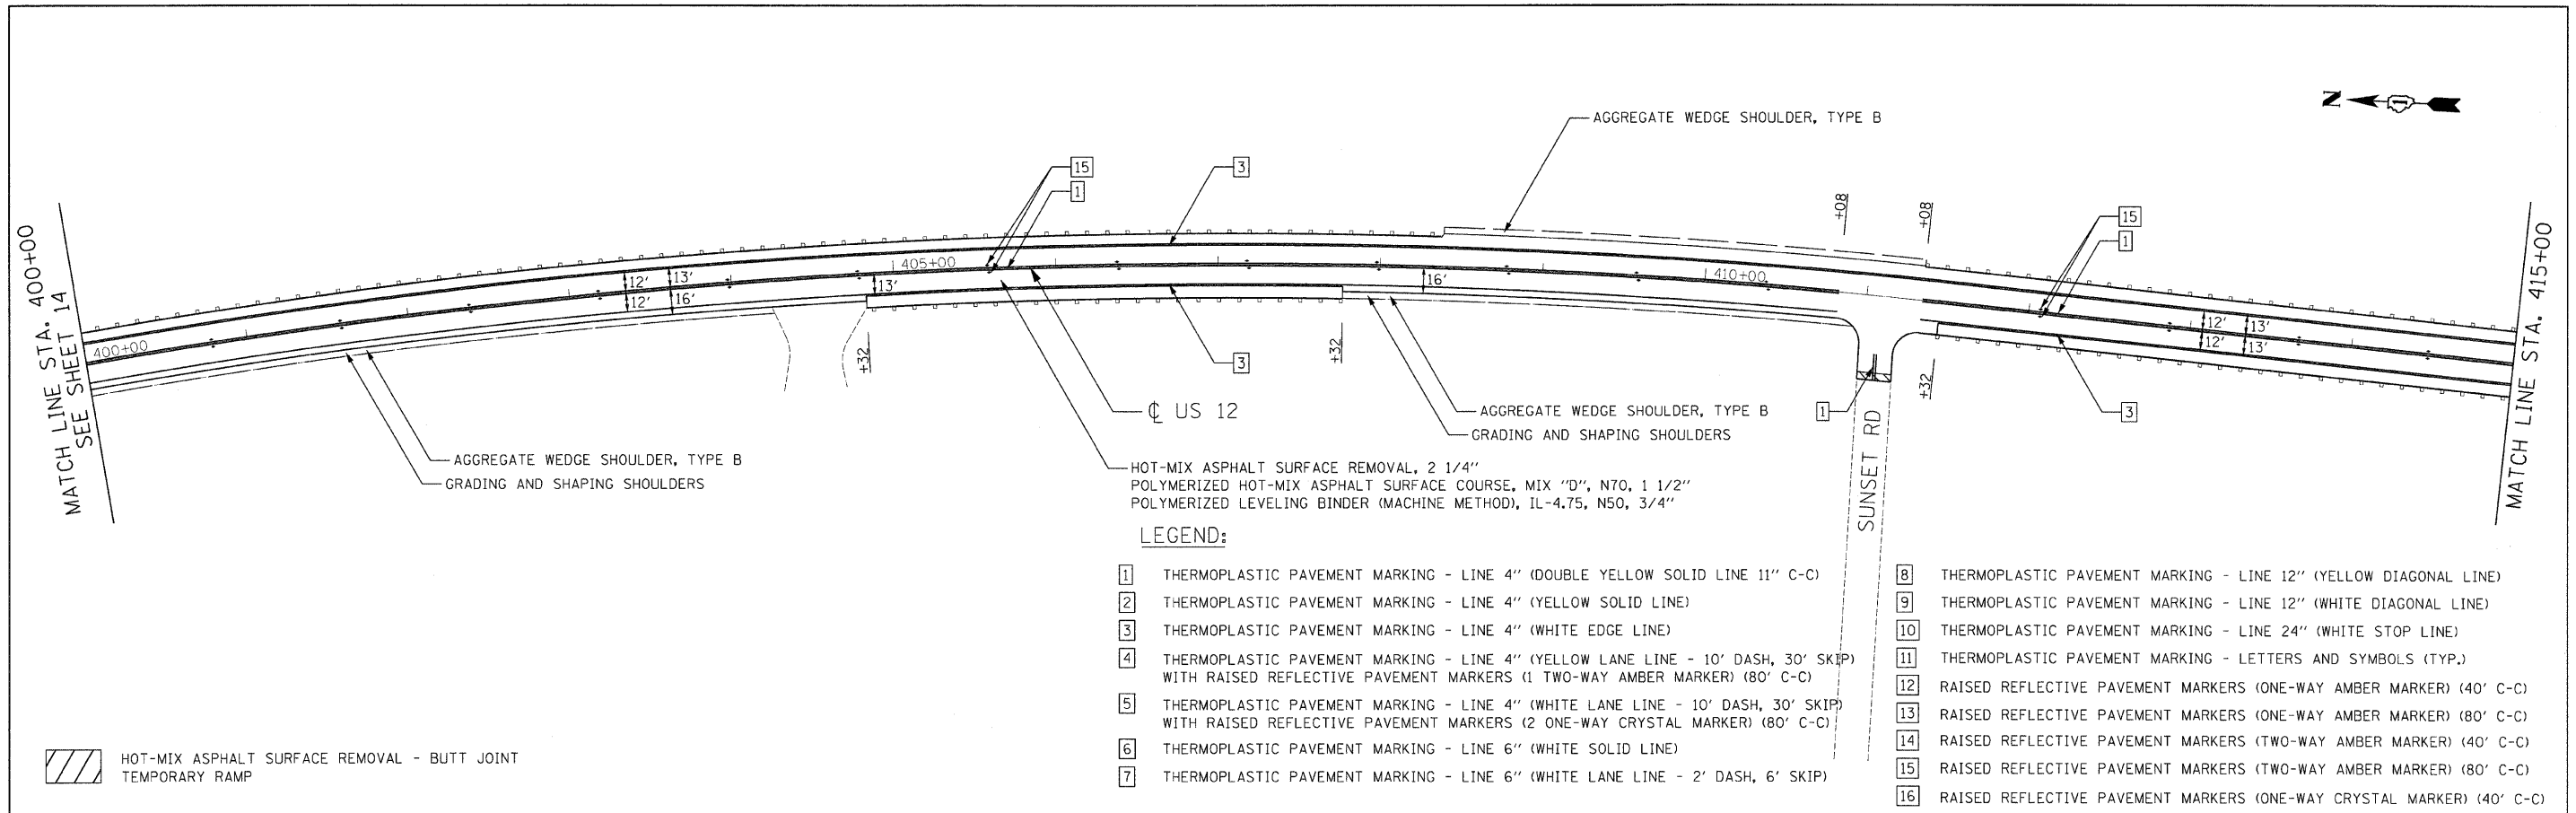 N
AGGREGATE WEDGE SHOULDER, TYPE B
15
3
1
+08
+08
15
1
MATCH LINE STA. 400+00
SEE SHEET 14
400+00
12'
13'
12'
16'
13'
405+00
16'
410+00
12'
13'
12'
13'
MATCH LINE STA. 415+00
+32
+32
+32
3
1
3
℄ US 12
AGGREGATE WEDGE SHOULDER, TYPE B
GRADING AND SHAPING SHOULDERS
AGGREGATE WEDGE SHOULDER, TYPE B
GRADING AND SHAPING SHOULDERS
SUNSET RD
HOT-MIX ASPHALT SURFACE REMOVAL, 2 1/4"
POLYMERIZED HOT-MIX ASPHALT SURFACE COURSE, MIX "D", N70, 1 1/2"
POLYMERIZED LEVELING BINDER (MACHINE METHOD), IL-4.75, N50, 3/4"
LEGEND:
1 THERMOPLASTIC PAVEMENT MARKING - LINE 4" (DOUBLE YELLOW SOLID LINE 11" C-C)
2 THERMOPLASTIC PAVEMENT MARKING - LINE 4" (YELLOW SOLID LINE)
3 THERMOPLASTIC PAVEMENT MARKING - LINE 4" (WHITE EDGE LINE)
4 THERMOPLASTIC PAVEMENT MARKING - LINE 4" (YELLOW LANE LINE - 10' DASH, 30' SKIP)
WITH RAISED REFLECTIVE PAVEMENT MARKERS (1 TWO-WAY AMBER MARKER) (80' C-C)
5 THERMOPLASTIC PAVEMENT MARKING - LINE 4" (WHITE LANE LINE - 10' DASH, 30' SKIP)
WITH RAISED REFLECTIVE PAVEMENT MARKERS (2 ONE-WAY CRYSTAL MARKER) (80' C-C)
6 THERMOPLASTIC PAVEMENT MARKING - LINE 6" (WHITE SOLID LINE)
7 THERMOPLASTIC PAVEMENT MARKING - LINE 6" (WHITE LANE LINE - 2' DASH, 6' SKIP)
8 THERMOPLASTIC PAVEMENT MARKING - LINE 12" (YELLOW DIAGONAL LINE)
9 THERMOPLASTIC PAVEMENT MARKING - LINE 12" (WHITE DIAGONAL LINE)
10 THERMOPLASTIC PAVEMENT MARKING - LINE 24" (WHITE STOP LINE)
11 THERMOPLASTIC PAVEMENT MARKING - LETTERS AND SYMBOLS (TYP.)
12 RAISED REFLECTIVE PAVEMENT MARKERS (ONE-WAY AMBER MARKER) (40' C-C)
13 RAISED REFLECTIVE PAVEMENT MARKERS (ONE-WAY AMBER MARKER) (80' C-C)
14 RAISED REFLECTIVE PAVEMENT MARKERS (TWO-WAY AMBER MARKER) (40' C-C)
15 RAISED REFLECTIVE PAVEMENT MARKERS (TWO-WAY AMBER MARKER) (80' C-C)
16 RAISED REFLECTIVE PAVEMENT MARKERS (ONE-WAY CRYSTAL MARKER) (40' C-C)
HOT-MIX ASPHALT SURFACE REMOVAL - BUTT JOINT
TEMPORARY RAMP